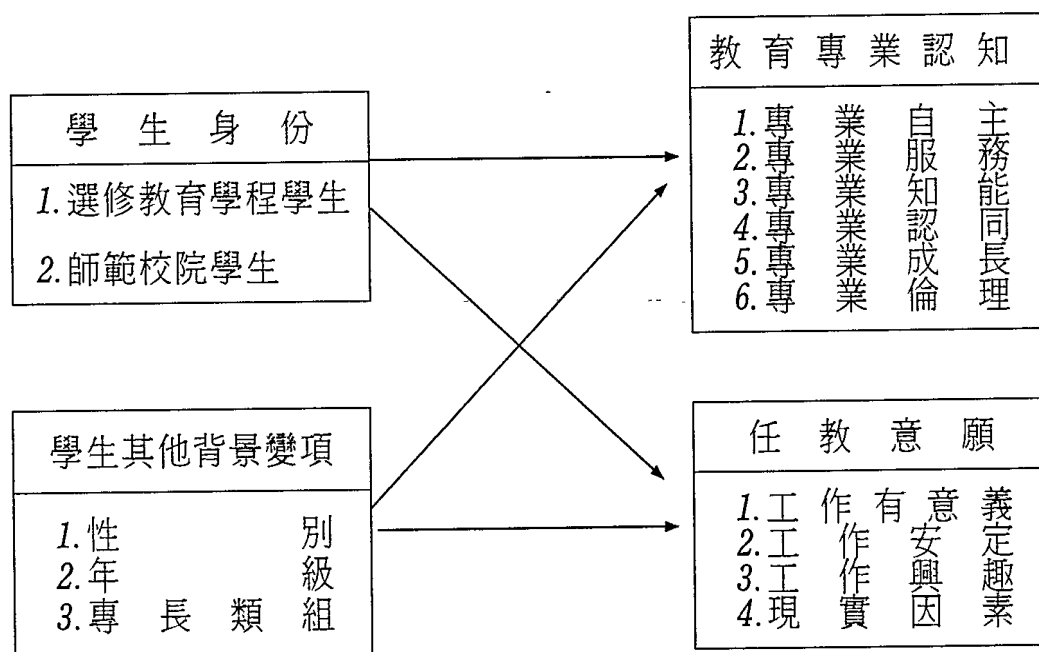 學生身份
1.選修教育學程學生
2.師範校院學生
學生其他背景變項
1.性別
2.年級
3.專長類組
教育專業認知
1.專業自主
2.專業服務
3.專業知能
4.專業認同
5.專業成長
6.專業倫理
任教意願
1.工作有意義
2.工作安定
3.工作興趣
4.現實因素